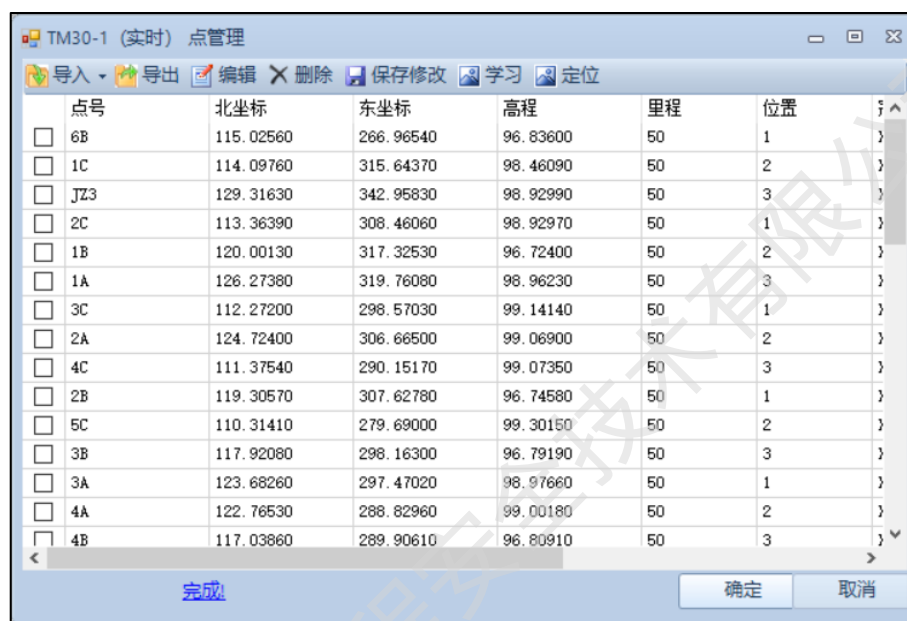 TM30-1 (实时) 点管理
导入 导出 编辑 删除 保存修改 学习 定位
点号 北坐标 东坐标 高程 里程 位置
6B 115.02560 266.96540 96.83600 50 1
1C 114.09760 315.64370 98.46090 50 2
JZ3 129.31630 342.95830 98.92990 50 3
2C 113.36390 308.46060 98.92970 50 1
1B 120.00130 317.32530 96.72400 50 2
1A 126.27380 319.76080 98.96230 50 3
3C 112.27200 298.57030 99.14140 50 1
2A 124.72400 306.66500 99.06900 50 2
4C 111.37540 290.15170 99.07350 50 3
2B 119.30570 307.62780 96.74580 50 1
5C 110.31410 279.69000 99.30150 50 2
3B 117.92080 298.16300 96.79190 50 3
3A 123.68260 297.47020 98.97660 50 1
4A 122.76530 288.82960 99.00180 50 2
4B 117.03860 289.90610 96.80910 50 3
完成! 确定 取消
程安全技术有限公